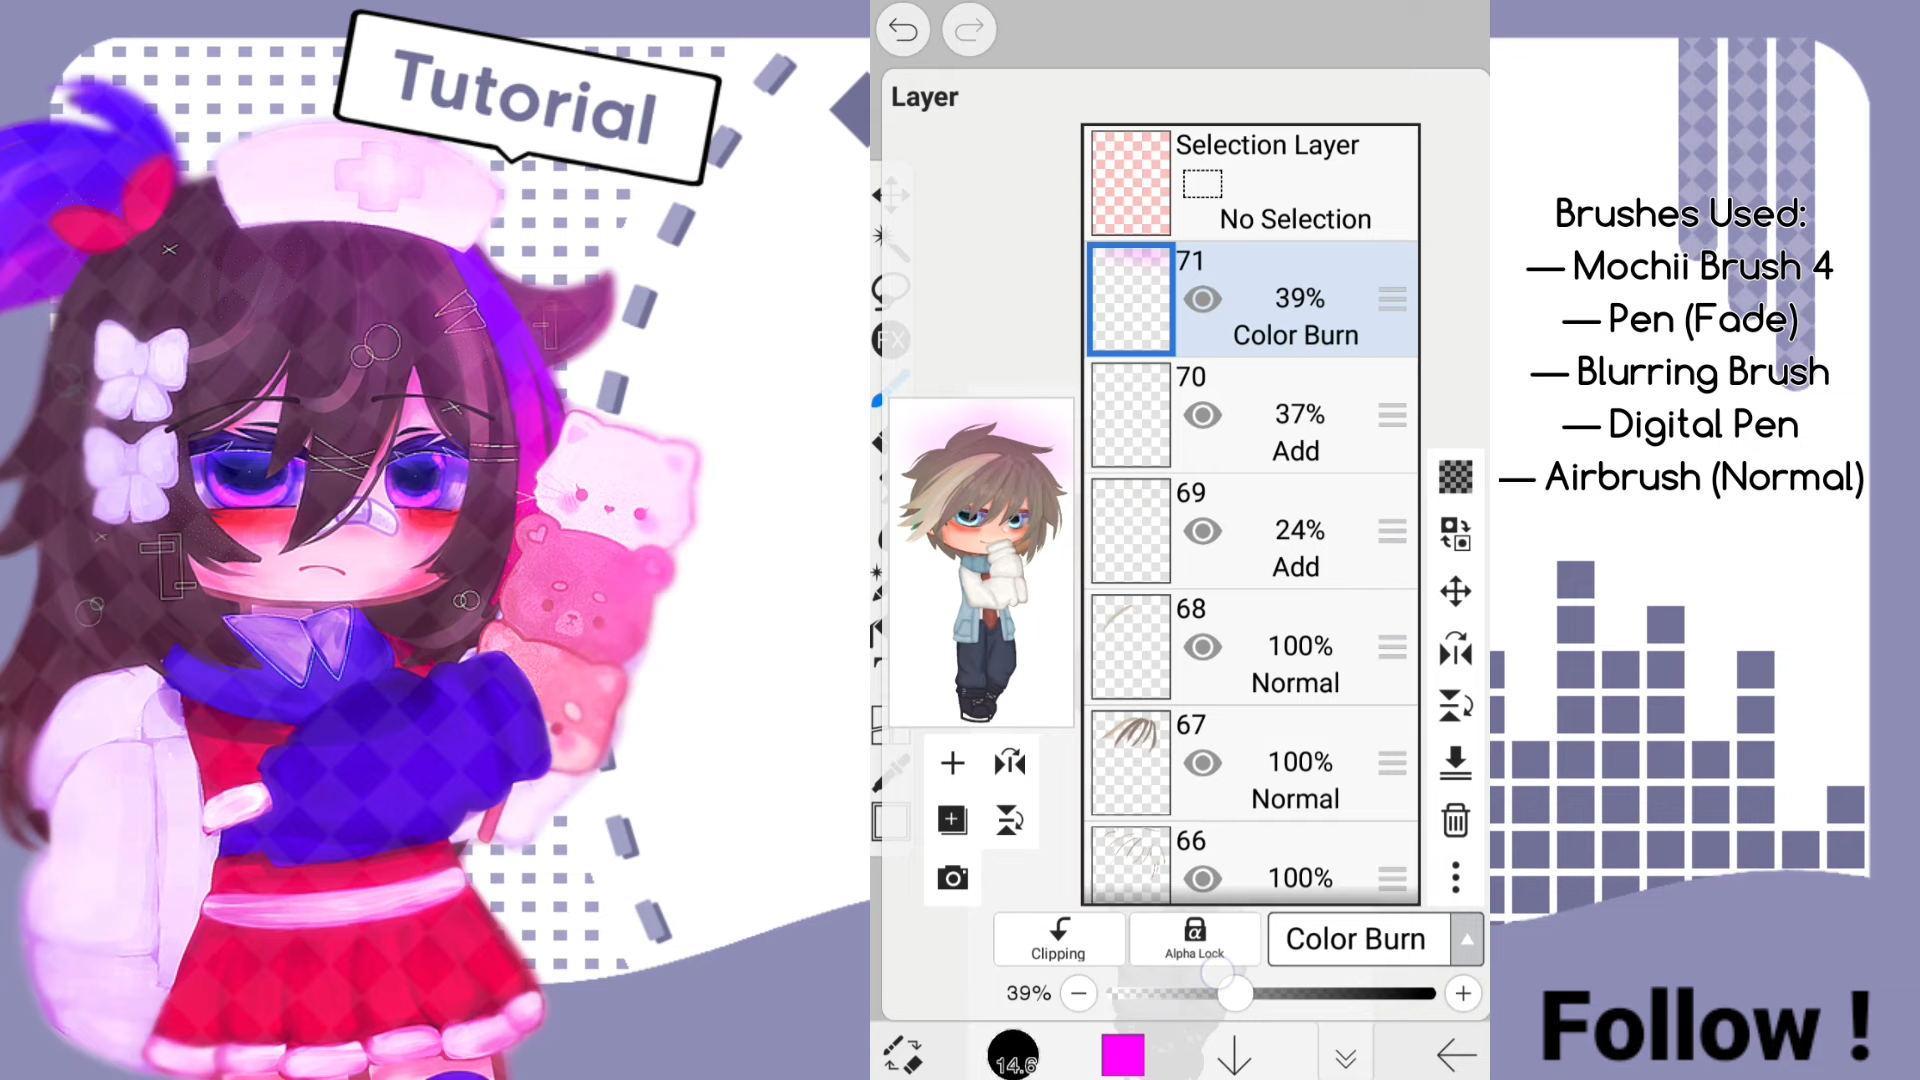 Tutorial
Layer
Selection Layer
No Selection
71
39%
Color Burn
70
37%
Add
69
24%
Add
68
100%
Normal
67
100%
Normal
66
100%
FX
Clipping
α
Alpha Lock
Color Burn
39%
14.6
Brushes Used:
— Mochii Brush 4
— Pen (Fade)
— Blurring Brush
— Digital Pen
— Airbrush (Normal)
Follow !